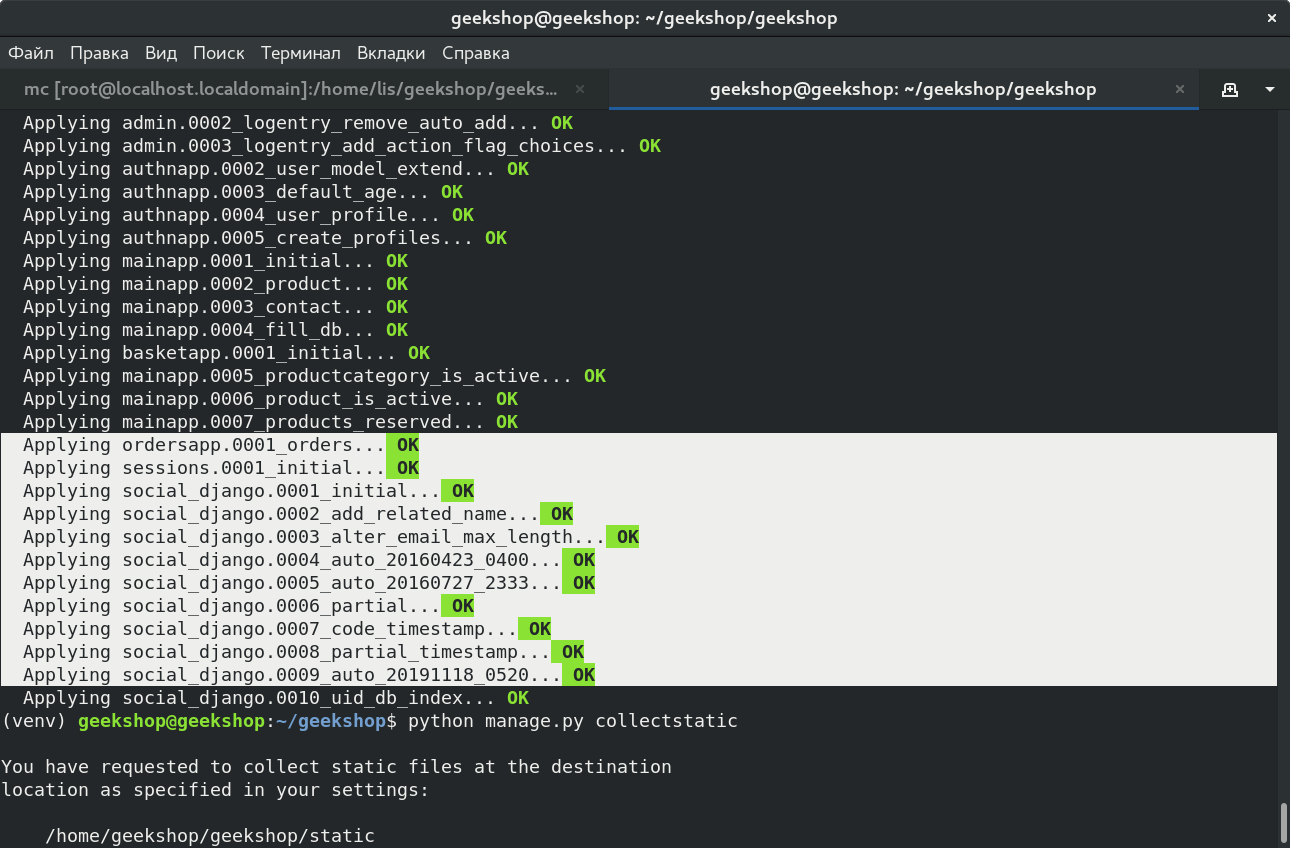 geekshop@geekshop: ~/geekshop/geekshop ×
Файл Правка Вид Поиск Терминал Вкладки Справка
mc [root@localhost.localdomain]:/home/lis/geekshop/geeks... × geekshop@geekshop: ~/geekshop/geekshop ×
Applying admin.0002_logentry_remove_auto_add... OK
Applying admin.0003_logentry_add_action_flag_choices... OK
Applying authnapp.0002_user_model_extend... OK
Applying authnapp.0003_default_age... OK
Applying authnapp.0004_user_profile... OK
Applying authnapp.0005_create_profiles... OK
Applying mainapp.0001_initial... OK
Applying mainapp.0002_product... OK
Applying mainapp.0003_contact... OK
Applying mainapp.0004_fill_db... OK
Applying basketapp.0001_initial... OK
Applying mainapp.0005_productcategory_is_active... OK
Applying mainapp.0006_product_is_active... OK
Applying mainapp.0007_products_reserved... OK
Applying ordersapp.0001_orders... OK
Applying sessions.0001_initial... OK
Applying social_django.0001_initial... OK
Applying social_django.0002_add_related_name... OK
Applying social_django.0003_alter_email_max_length... OK
Applying social_django.0004_auto_20160423_0400... OK
Applying social_django.0005_auto_20160727_2333... OK
Applying social_django.0006_partial... OK
Applying social_django.0007_code_timestamp... OK
Applying social_django.0008_partial_timestamp... OK
Applying social_django.0009_auto_20191118_0520... OK
Applying social_django.0010_uid_db_index... OK
(venv) geekshop@geekshop:~/geekshop$ python manage.py collectstatic
You have requested to collect static files at the destination
location as specified in your settings:
/home/geekshop/geekshop/static